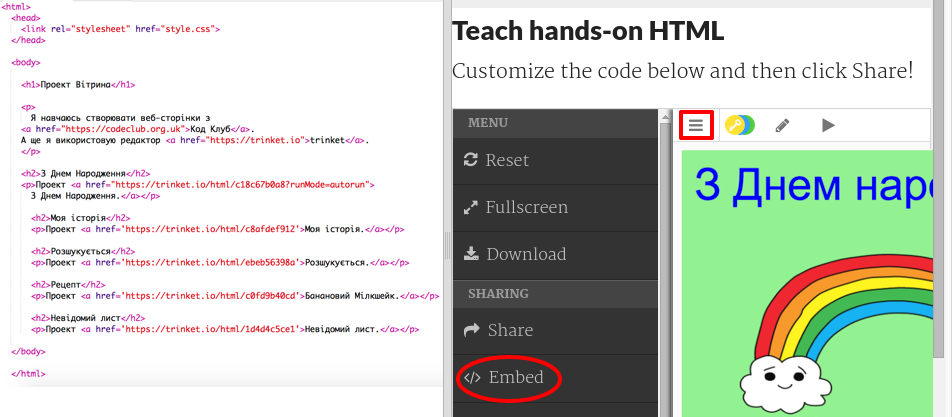 <html>
<head>
<link rel="stylesheet" href="style.css">
</head>
<body>
<h1>Проект Вітрина</h1>
<p>
Я навчаюсь створювати веб-сторінки з
<a href="https://codeclub.org.uk">Код Клуб</a>.
А ще я використовую редактор <a href="https://trinket.io">trinket</a>.
</p>
<h2>З Днем Народження</h2>
<p>Проект <a href="https://trinket.io/html/c18c67b0a8?runMode=autorun">
З Днем Народження.</a></p>
<h2>Моя історія</h2>
<p>Проект <a href='https://trinket.io/html/c8afdef912'>Моя історія.</a></p>
<h2>Розшукується</h2>
<p>Проект <a href='https://trinket.io/html/ebeb56398a'>Розшукується.</a></p>
<h2>Рецепт</h2>
<p>Проект <a href='https://trinket.io/html/c0fd9b40cd'>Банановий Мілкшейк.</a></p>
<h2>Невідомий лист</h2>
<p>Проект <a href='https://trinket.io/html/1d4d4c5ce1'>Невідомий лист.</a></p>
</body>
</html>
Teach hands-on HTML
Customize the code below and then click Share!
MENU
Reset
Fullscreen
Download
SHARING
Share
</> Embed
З Днем наро